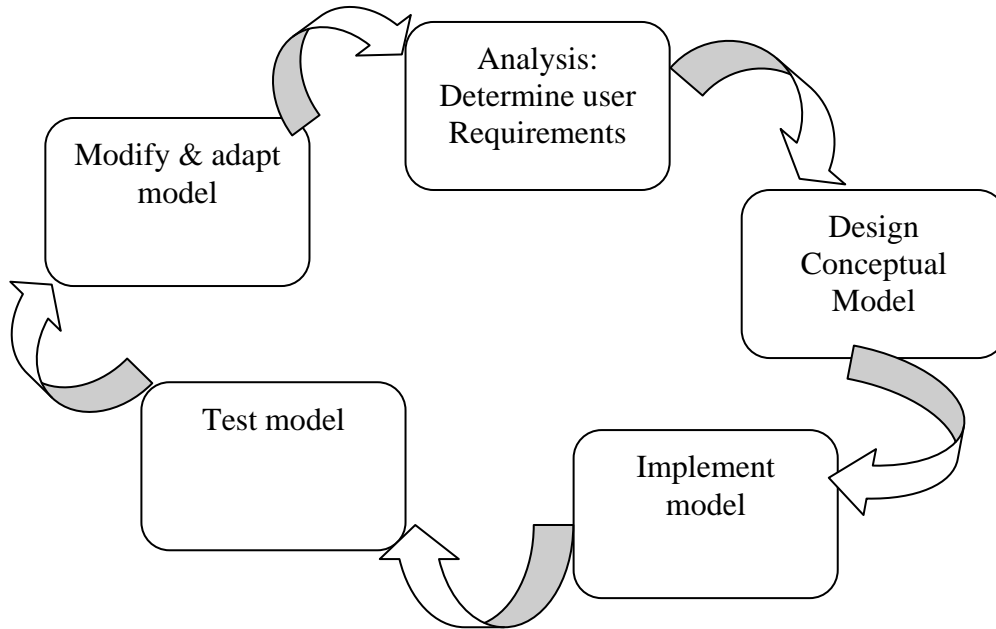 Analysis:
Determine user
Requirements
Design
Conceptual
Model
Implement
model
Test model
Modify & adapt
model